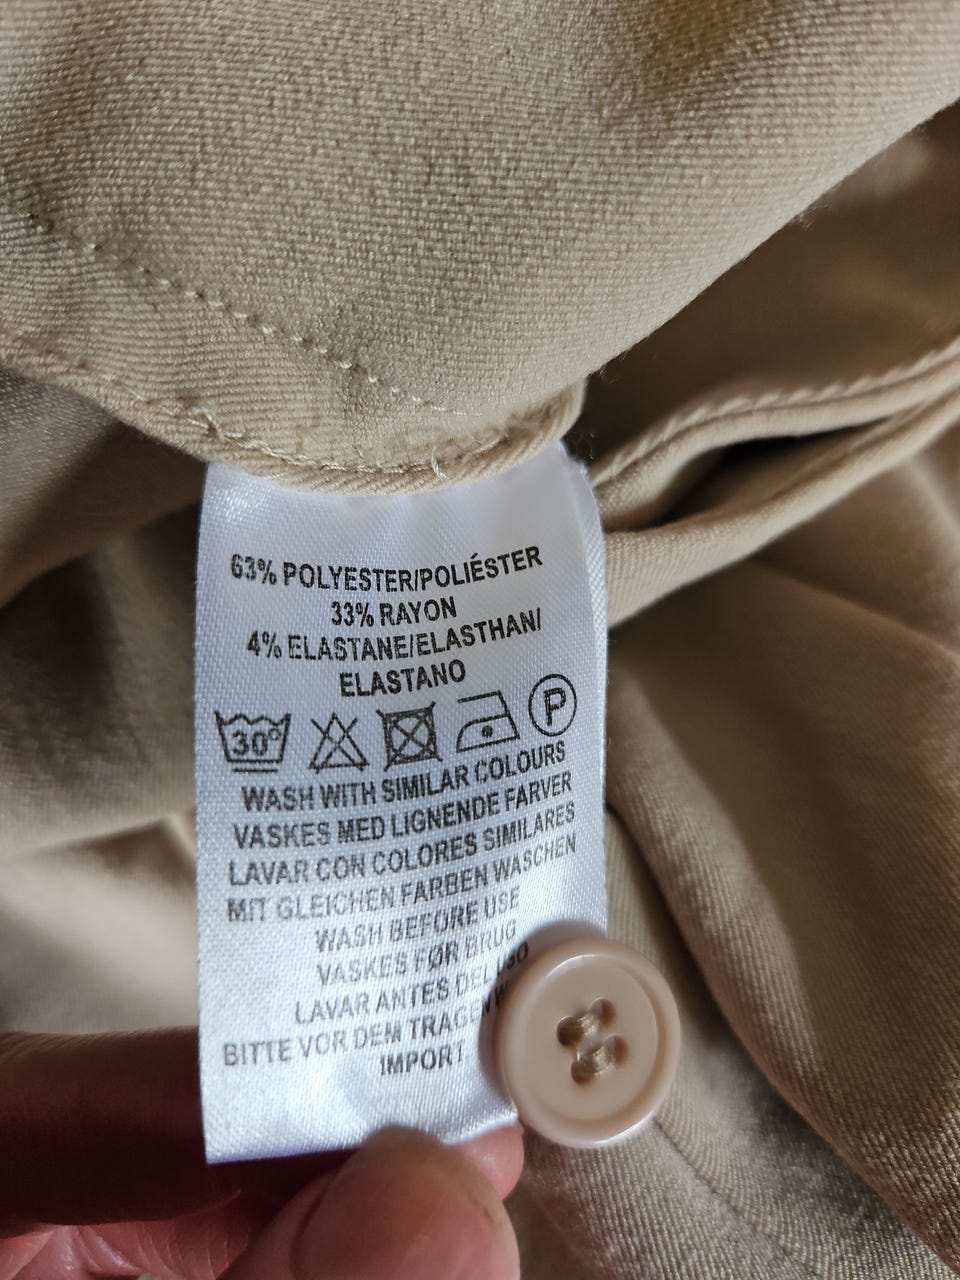 63% POLYESTER/POLIÉSTER
33% RAYON
4% ELASTANE/ELASTHAN/
ELASTANO
30° P
WASH WITH SIMILAR COLOURS
VASKES MED LIGNENDE FARVER
LAVAR CON COLORES SIMILARES
MIT GLEICHEN FARBEN WASCHEN
WASH BEFORE USE
VASKES FØR BRUG
LAVAR ANTES DEL USO
BITTE VOR DEM TRAGEN
IMPORT